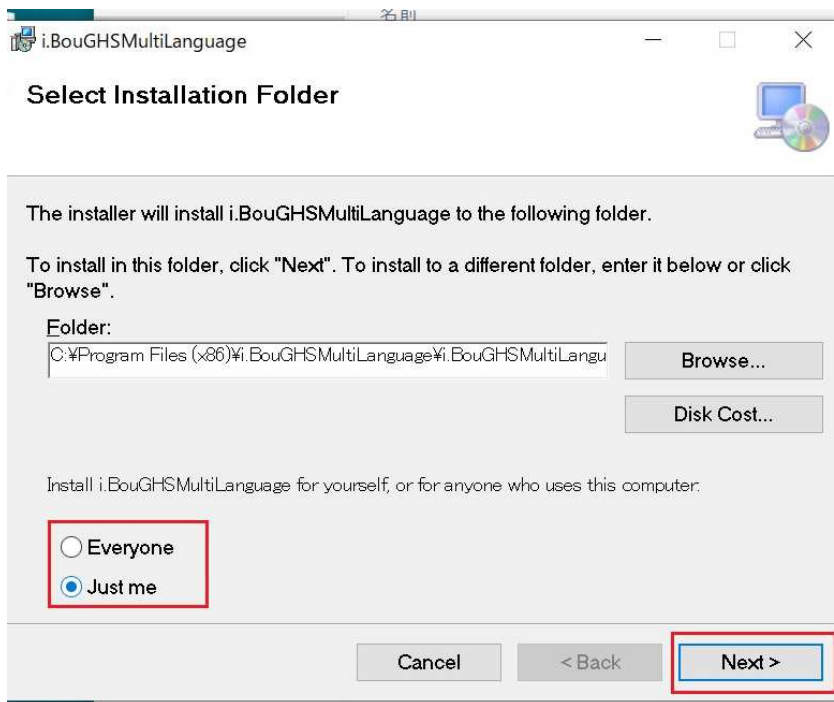 名前
i.BouGHSMultiLanguage
Select Installation Folder
The installer will install i.BouGHSMultiLanguage to the following folder.
To install in this folder, click "Next". To install to a different folder, enter it below or click
"Browse".
Folder:
C:¥Program Files (x86)¥i.BouGHSMultiLanguage¥i.BouGHSMultiLangu
Browse...
Disk Cost...
Install i.BouGHSMultiLanguage for yourself, or for anyone who uses this computer:
Everyone
Just me
Cancel
< Back
Next >